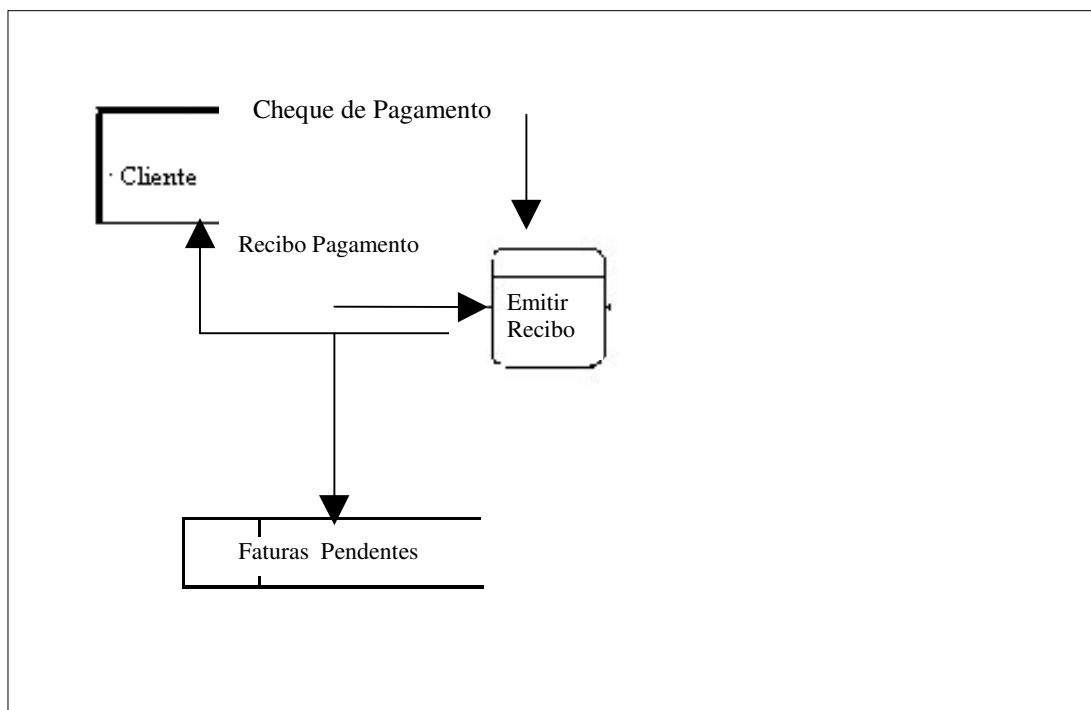 Cheque de Pagamento
Cliente
Recibo Pagamento
Emitir
Recibo
Faturas Pendentes